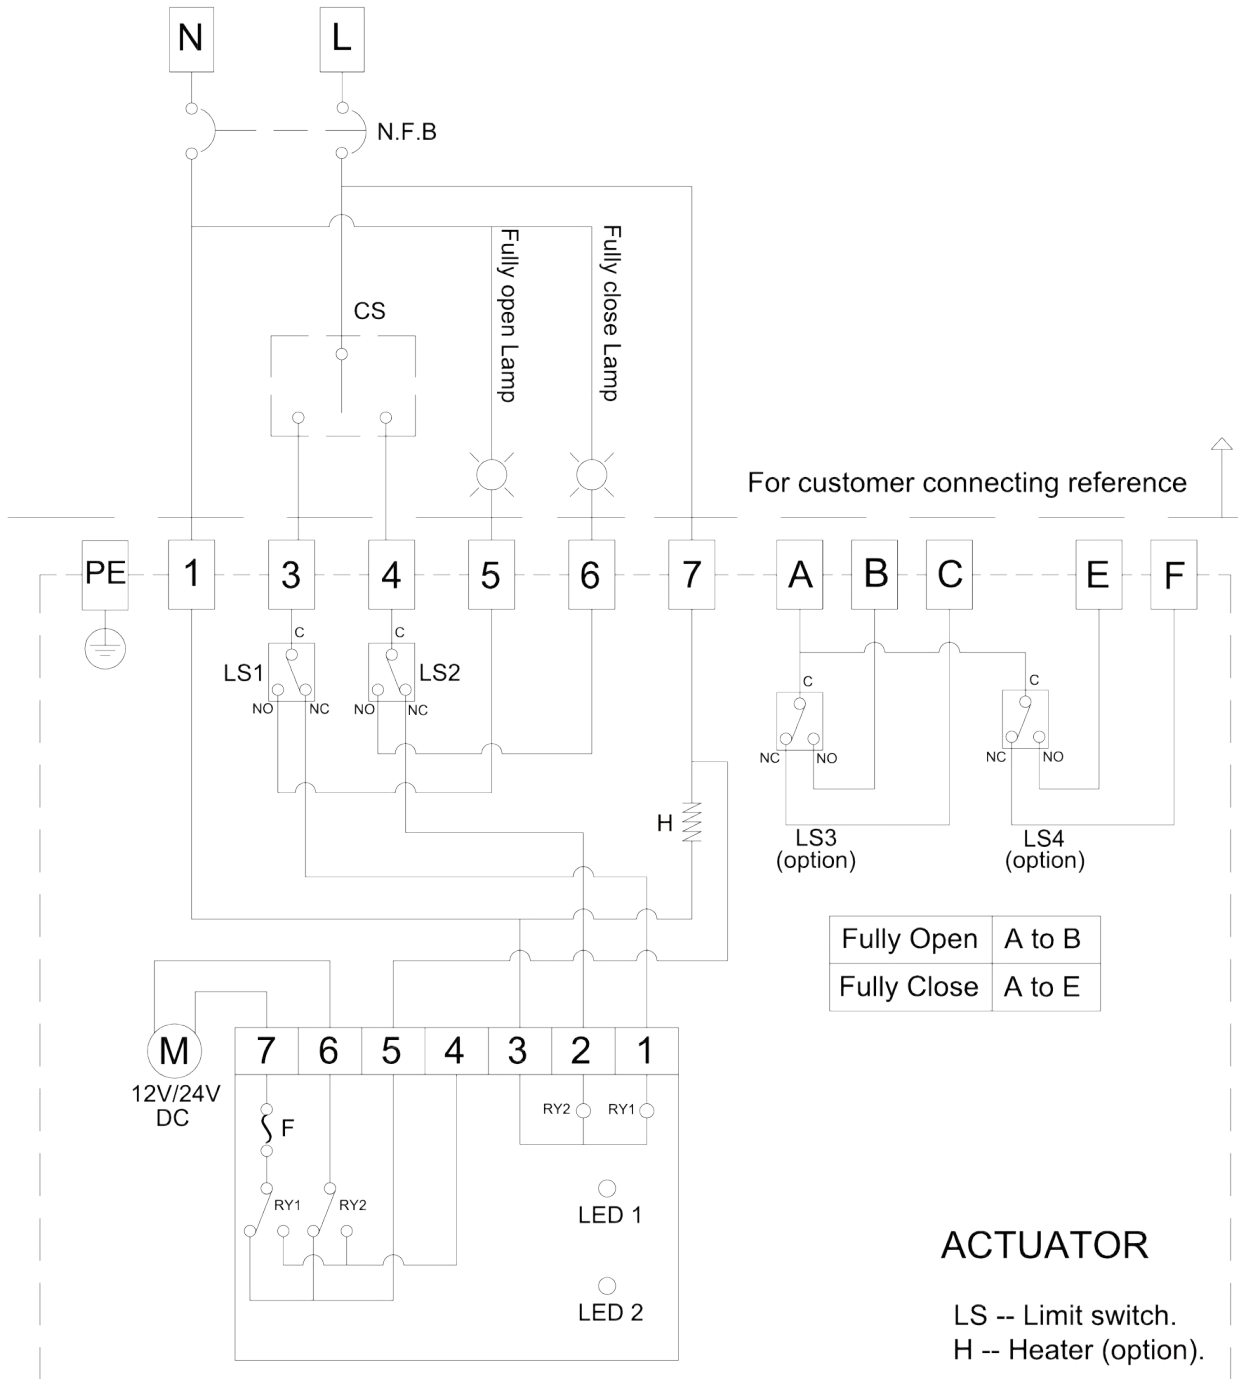 N L
N.F.B
Fully open Lamp
Fully close Lamp
CS
For customer connecting reference
PE 1 3 4 5 6 7 A B C E F
C C
LS1 LS2
NO NC NO NC
C C
NC NO NC NO
H
LS3
(option)
LS4
(option)
Fully Open A to B
Fully Close A to E
M
12V/24V
DC
7 6 5 4 3 2 1
RY2 RY1
F
RY1 RY2
LED 1
LED 2
ACTUATOR
LS -- Limit switch.
H -- Heater (option).